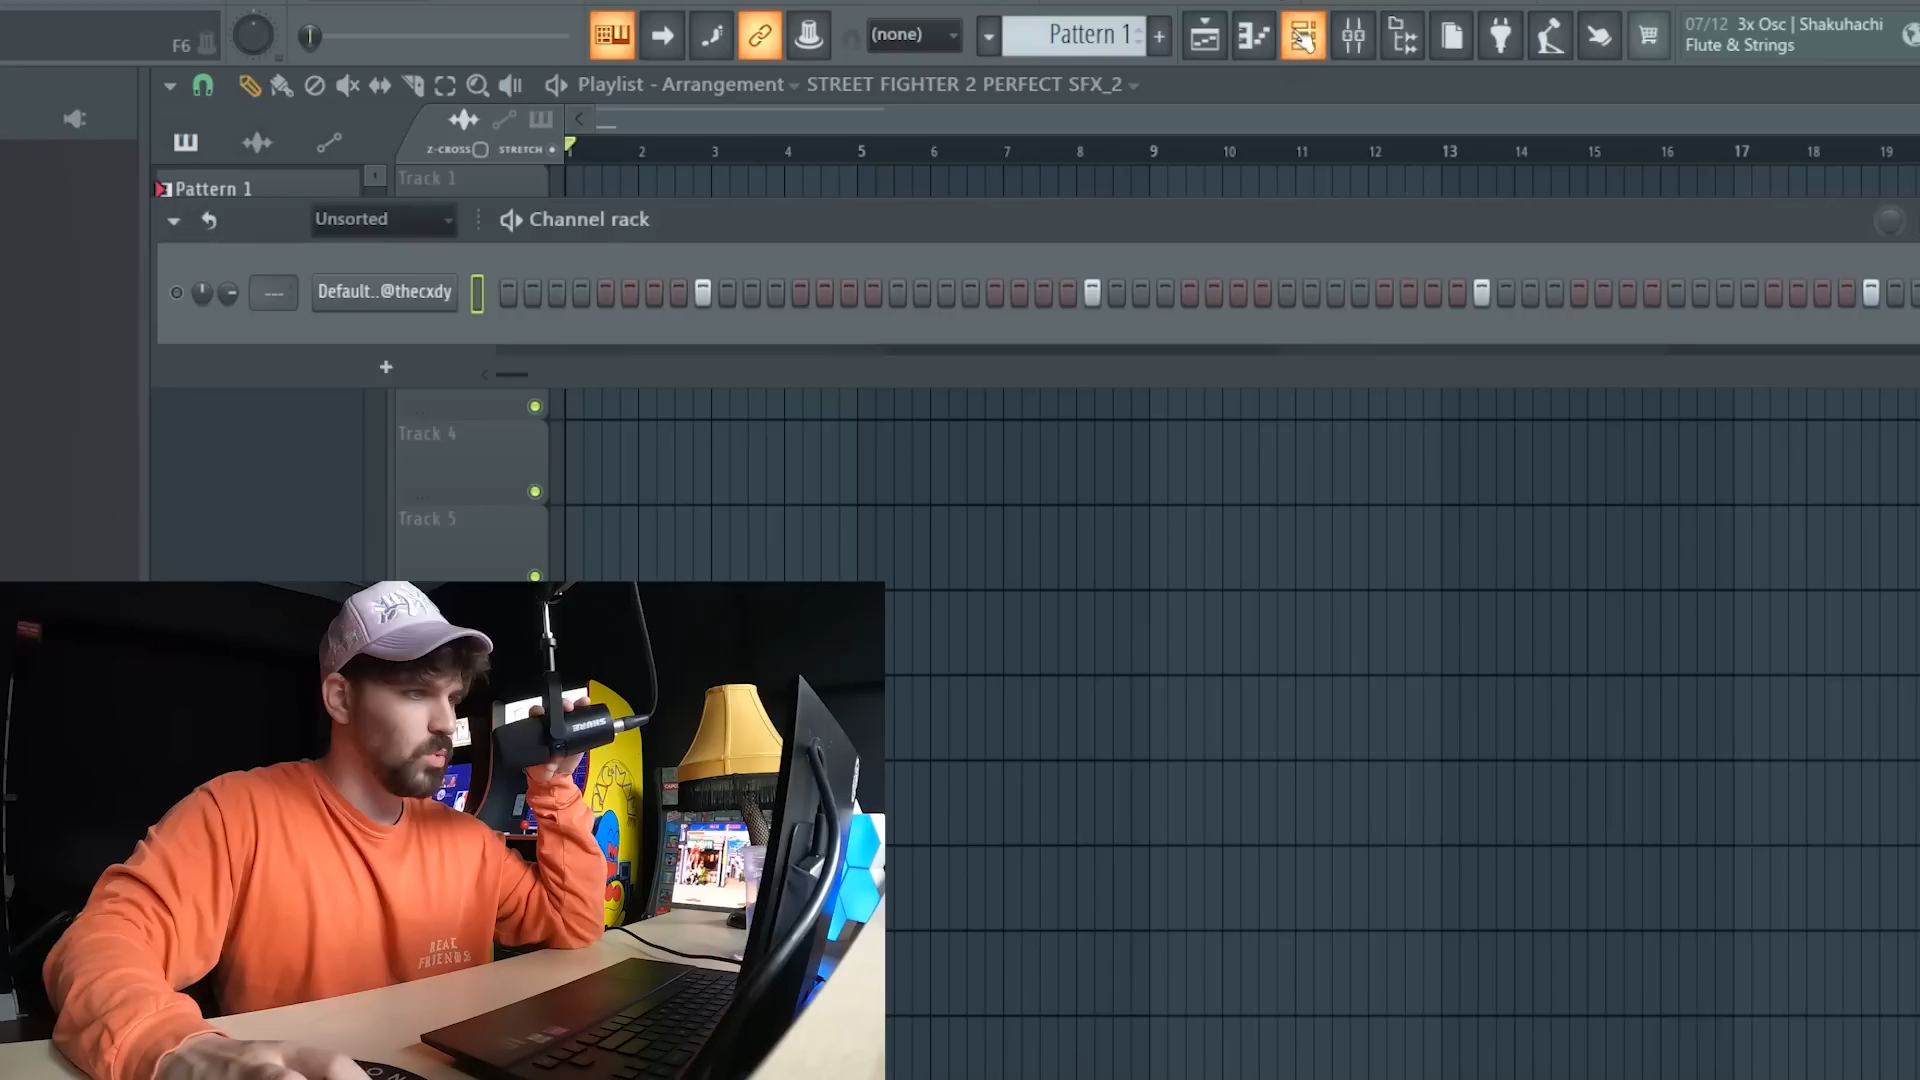 F6
(none)
Pattern 1
+
07/12 3x Osc | Shakuhachi
Flute & Strings
Playlist - Arrangement
STREET FIGHTER 2 PERFECT SFX_2
Z-CROSS
STRETCH
1 2 3 4 5 6 7 8 9 10 11 12 13 14 15 16 17 18 19
Pattern 1
Track 1
Unsorted
Channel rack
---
Default..@thecxdy
+
Track 4
Track 5
SHURE
REAL
FRIENDS